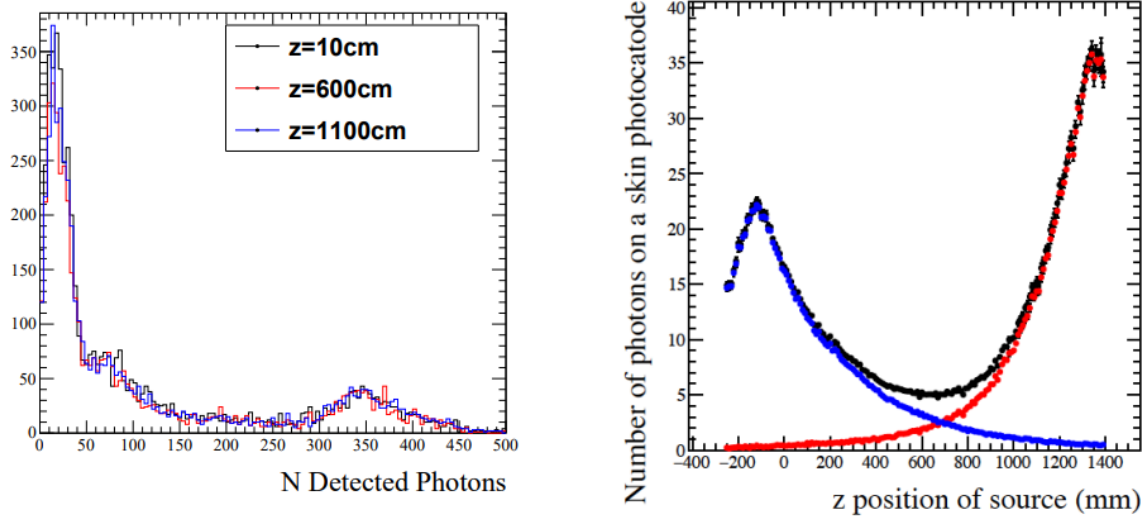 350
300
250
200
150
100
50
0
z=10cm
z=600cm
z=1100cm
0 50 100 150 200 250 300 350 400 450 500
N Detected Photons
Number of photons on a skin photocatode
40
35
30
25
20
15
10
5
0
−400 −200 0 200 400 600 800 1000 1200 1400
z position of source (mm)